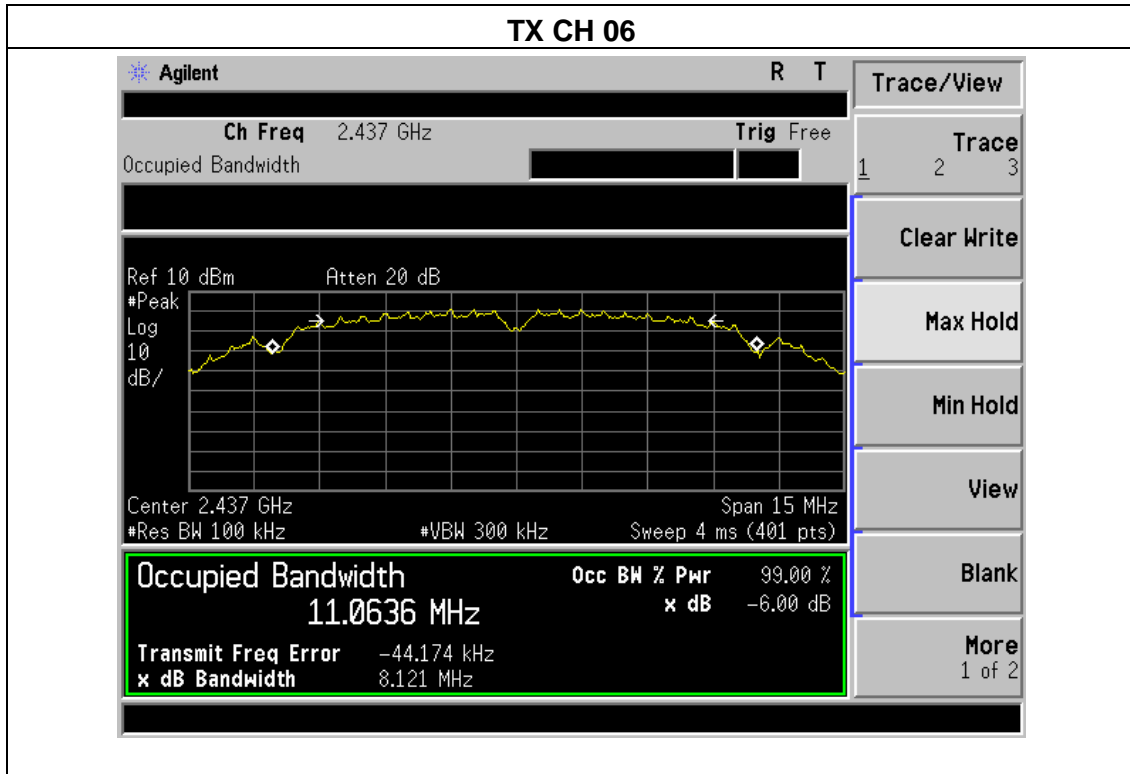 TX CH 06
Agilent R T
Ch Freq 2.437 GHz Trig Free
Occupied Bandwidth
Ref 10 dBm Atten 20 dB
#Peak
Log
10
dB/
Center 2.437 GHz Span 15 MHz
#Res BW 100 kHz #VBW 300 kHz Sweep 4 ms (401 pts)
Occupied Bandwidth
11.0636 MHz
Occ BW % Pwr 99.00 %
x dB -6.00 dB
Transmit Freq Error -44.174 kHz
x dB Bandwidth 8.121 MHz
Trace/View
Trace
1 2 3
Clear Write
Max Hold
Min Hold
View
Blank
More
1 of 2